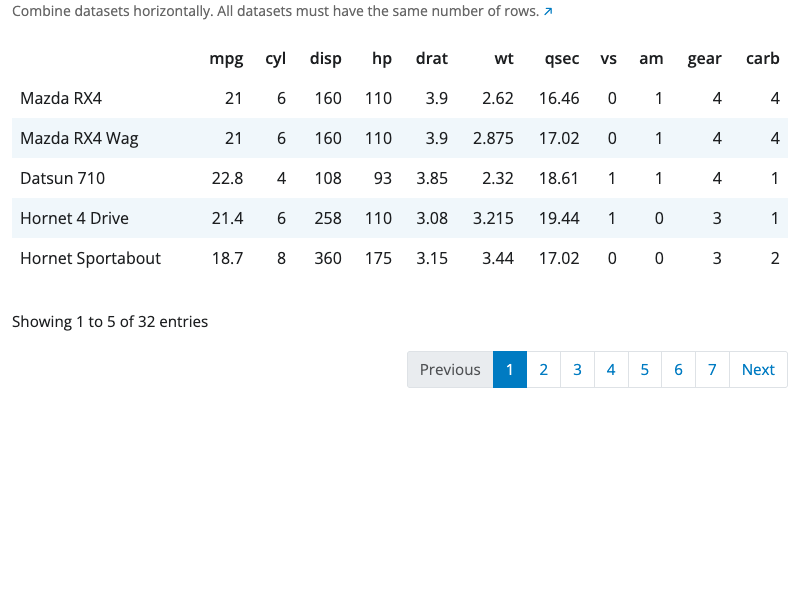 Combine datasets horizontally. All datasets must have the same number of rows. ↗
mpg cyl disp hp drat wt qsec vs am gear carb
Mazda RX4 21 6 160 110 3.9 2.62 16.46 0 1 4 4
Mazda RX4 Wag 21 6 160 110 3.9 2.875 17.02 0 1 4 4
Datsun 710 22.8 4 108 93 3.85 2.32 18.61 1 1 4 1
Hornet 4 Drive 21.4 6 258 110 3.08 3.215 19.44 1 0 3 1
Hornet Sportabout 18.7 8 360 175 3.15 3.44 17.02 0 0 3 2
Showing 1 to 5 of 32 entries
Previous 1 2 3 4 5 6 7 Next